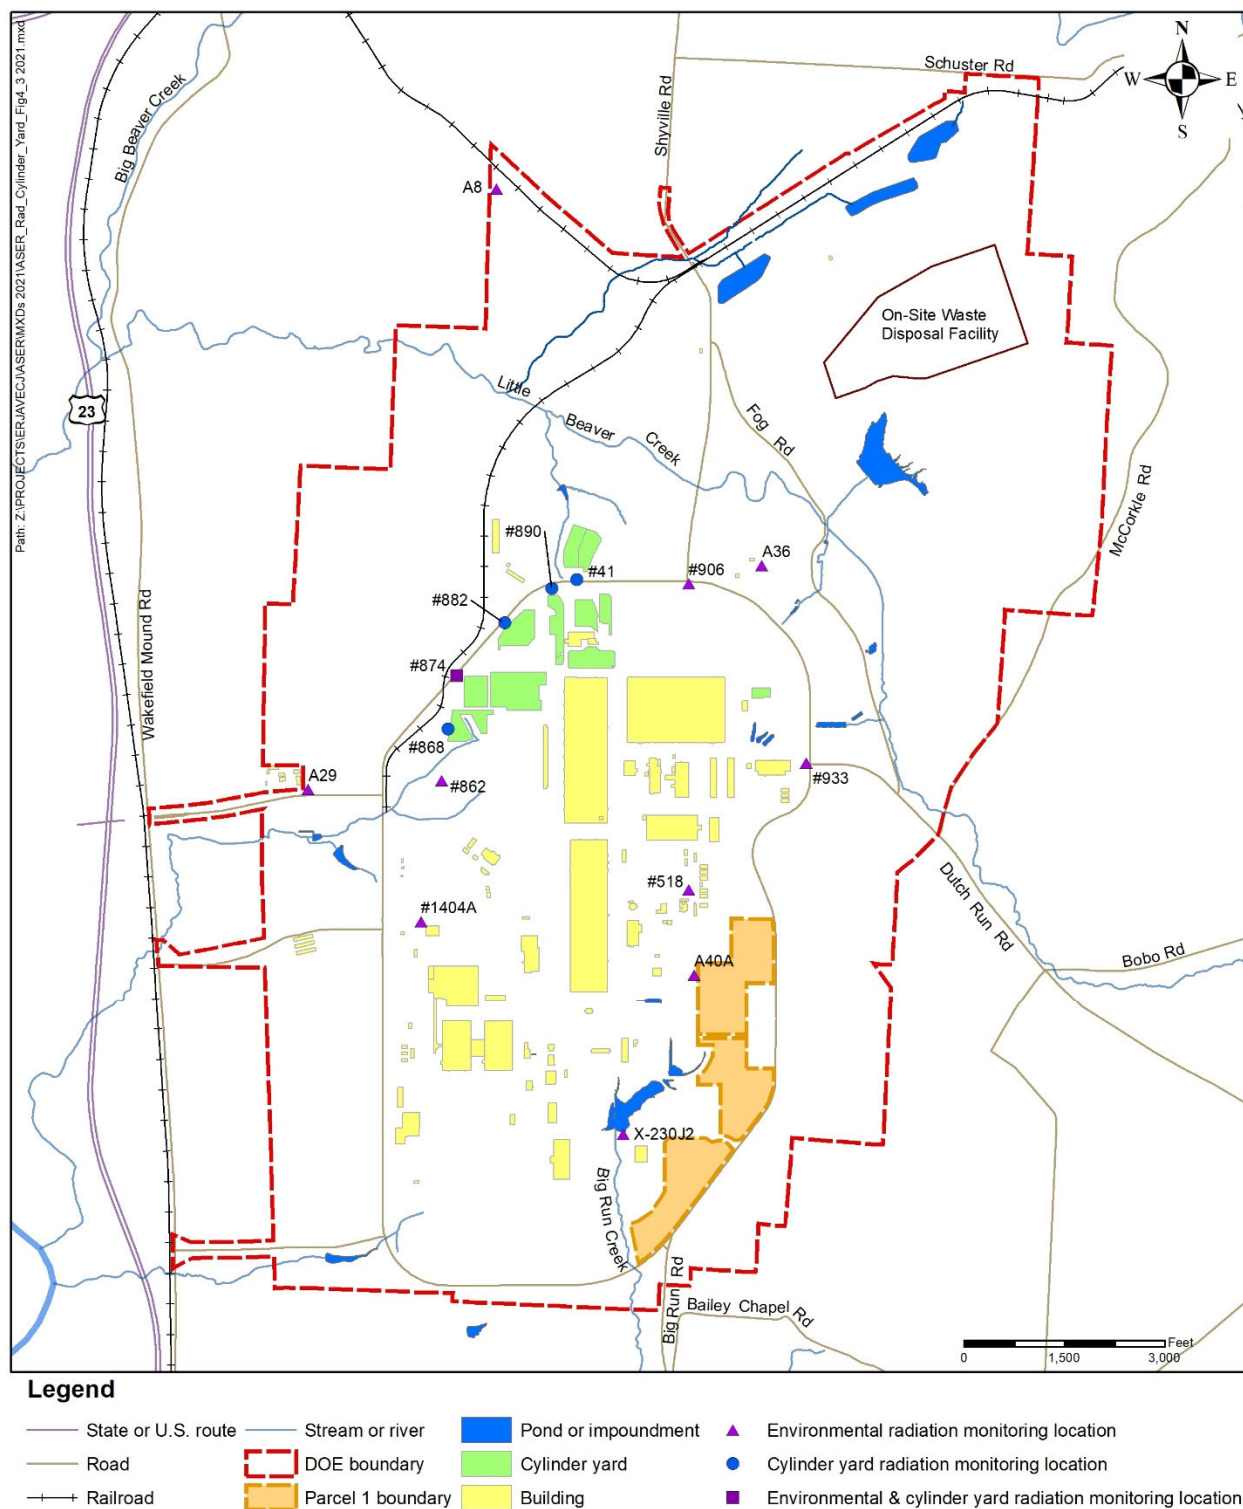 Path: Z:\PROJECTS\ERJAVECJ\ASER\MXDs 2021\ASER_Rad_Cylinder_Yard_Fig4_3 2021.mxd
N
W
E
S
Schuster Rd
Shyville Rd
Big Beaver Creek
A8
On-Site Waste
Disposal Facility
23
Little
Beaver
Creek
Fog Rd
McCorkle Rd
#890
#41
#906
A36
#882
Wakefield Mound Rd
#874
#868
#862
A29
#933
#518
#1404A
Dutch Run Rd
Bobo Rd
A40A
X-230J2
Big Run Creek
Big Run Rd
Bailey Chapel Rd
Feet
0
1,500
3,000
Legend
State or U.S. route
Stream or river
Pond or impoundment
Environmental radiation monitoring location
Road
DOE boundary
Cylinder yard
Cylinder yard radiation monitoring location
Railroad
Parcel 1 boundary
Building
Environmental & cylinder yard radiation monitoring location